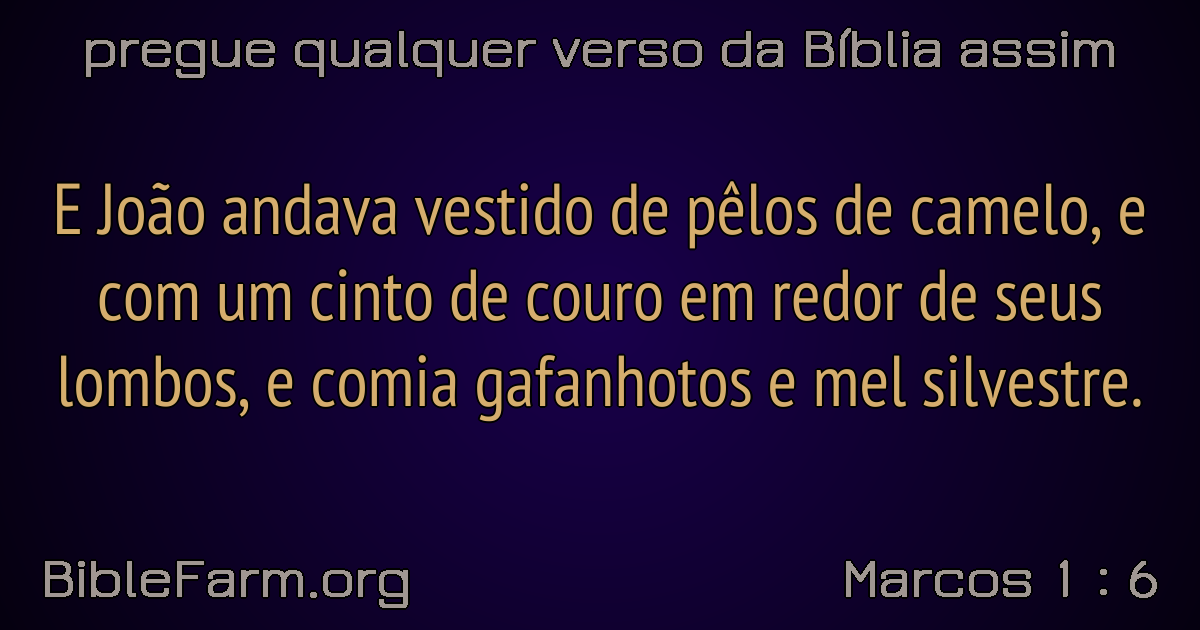 pregue qualquer verso da Bíblia assim
E João andava vestido de pêlos de camelo, e
com um cinto de couro em redor de seus
lombos, e comia gafanhotos e mel silvestre.
BibleFarm.org
Marcos 1 : 6